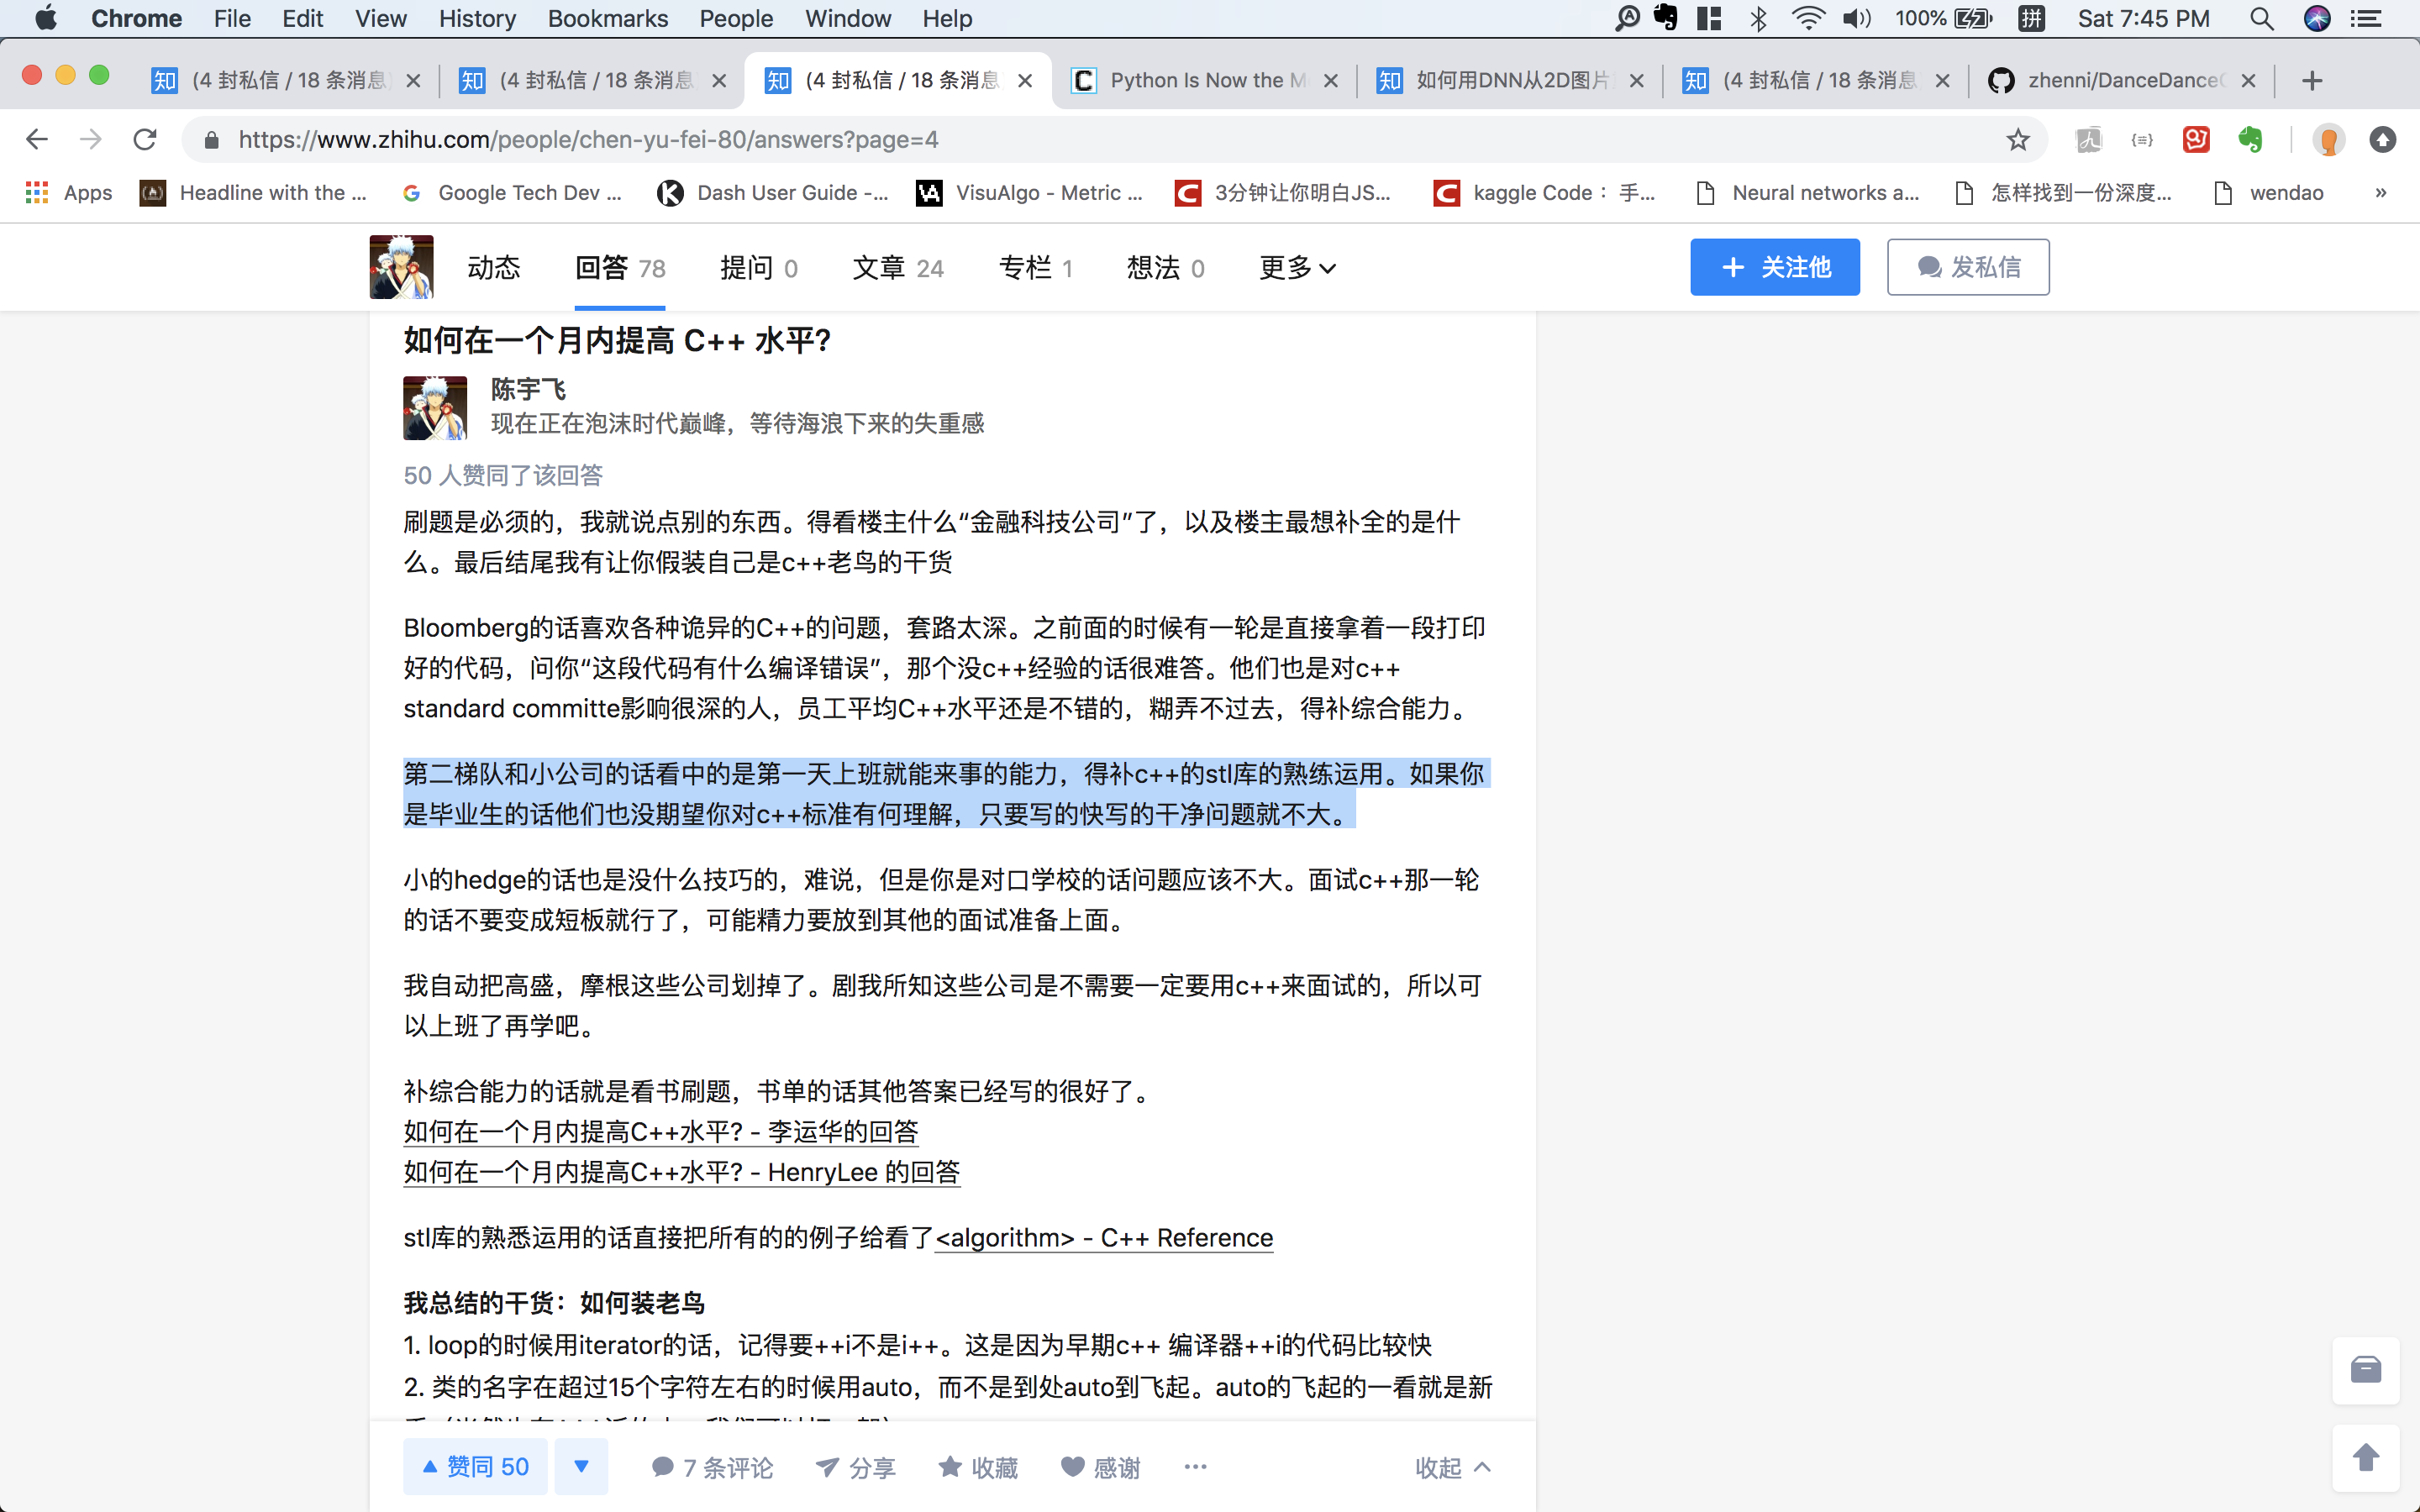 Chrome File Edit View History Bookmarks People Window Help 100% 拼 Sat 7:45 PM
知 (4 封私信 / 18 条消息 知 (4 封私信 / 18 条消息 知 (4 封私信 / 18 条消息 Python Is Now the M 知 如何用DNN从2D图片 知 (4 封私信 / 18 条消息 zhenni/DanceDance
https://www.zhihu.com/people/chen-yu-fei-80/answers?page=4
Apps Headline with the ... Google Tech Dev ... Dash User Guide -... VisuAlgo - Metric ... 3分钟让你明白JS... kaggle Code： 手... Neural networks a... 怎样找到一份深度... wendao »
动态 回答 78 提问 0 文章 24 专栏 1 想法 0 更多 + 关注他 发私信
如何在一个月内提高 C++ 水平?
陈宇飞
现在正在泡沫时代巅峰，等待海浪下来的失重感
50 人赞同了该回答
刷题是必须的，我就说点别的东西。得看楼主什么“金融科技公司”了，以及楼主最想补全的是什
么。最后结尾我有让你假装自己是c++老鸟的干货
Bloomberg的话喜欢各种诡异的C++的问题，套路太深。之前面的时候有一轮是直接拿着一段打印
好的代码，问你“这段代码有什么编译错误”，那个没c++经验的话很难答。他们也是对c++
standard committe影响很深的人，员工平均C++水平还是不错的，糊弄不过去，得补综合能力。
第二梯队和小公司的话看中的是第一天上班就能来事的能力，得补c++的stl库的熟练运用。如果你
是毕业生的话他们也没期望你对c++标准有何理解，只要写的快写的干净问题就不大。
小的hedge的话也是没什么技巧的，难说，但是你是对口学校的话问题应该不大。面试c++那一轮
的话不要变成短板就行了，可能精力要放到其他的面试准备上面。
我自动把高盛，摩根这些公司划掉了。剧我所知这些公司是不需要一定要用c++来面试的，所以可
以上班了再学吧。
补综合能力的话就是看书刷题，书单的话其他答案已经写的很好了。
如何在一个月内提高C++水平? - 李运华的回答
如何在一个月内提高C++水平? - HenryLee 的回答
stl库的熟悉运用的话直接把所有的的例子给看了<algorithm> - C++ Reference
我总结的干货：如何装老鸟
1. loop的时候用iterator的话，记得要++i不是i++。这是因为早期c++ 编译器++i的代码比较快
2. 类的名字在超过15个字符左右的时候用auto，而不是到处auto到飞起。auto的飞起的一看就是新
赞同 50 7 条评论 分享 收藏 感谢 ··· 收起